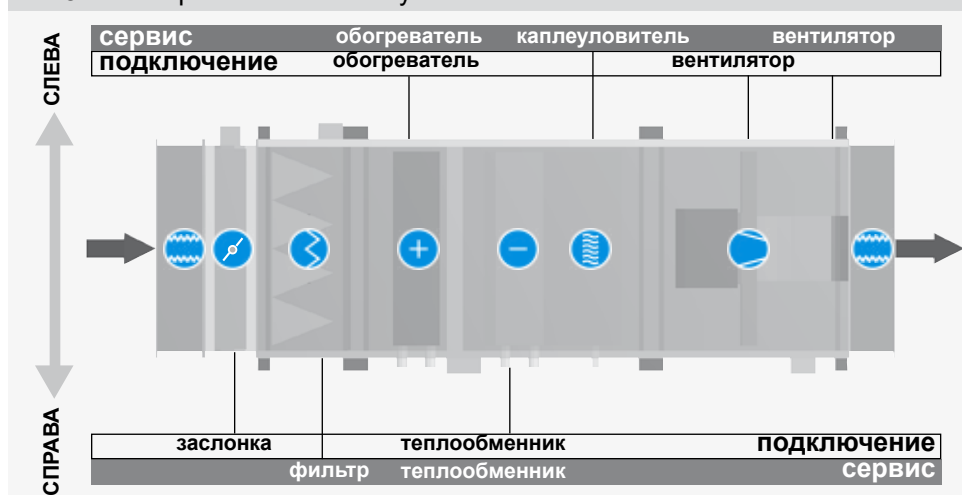 СЛЕВА
сервис обогреватель каплеуловитель вентилятор
подключение обогреватель вентилятор
СПРАВА
заслонка теплообменник подключение
фильтр теплообменник сервис